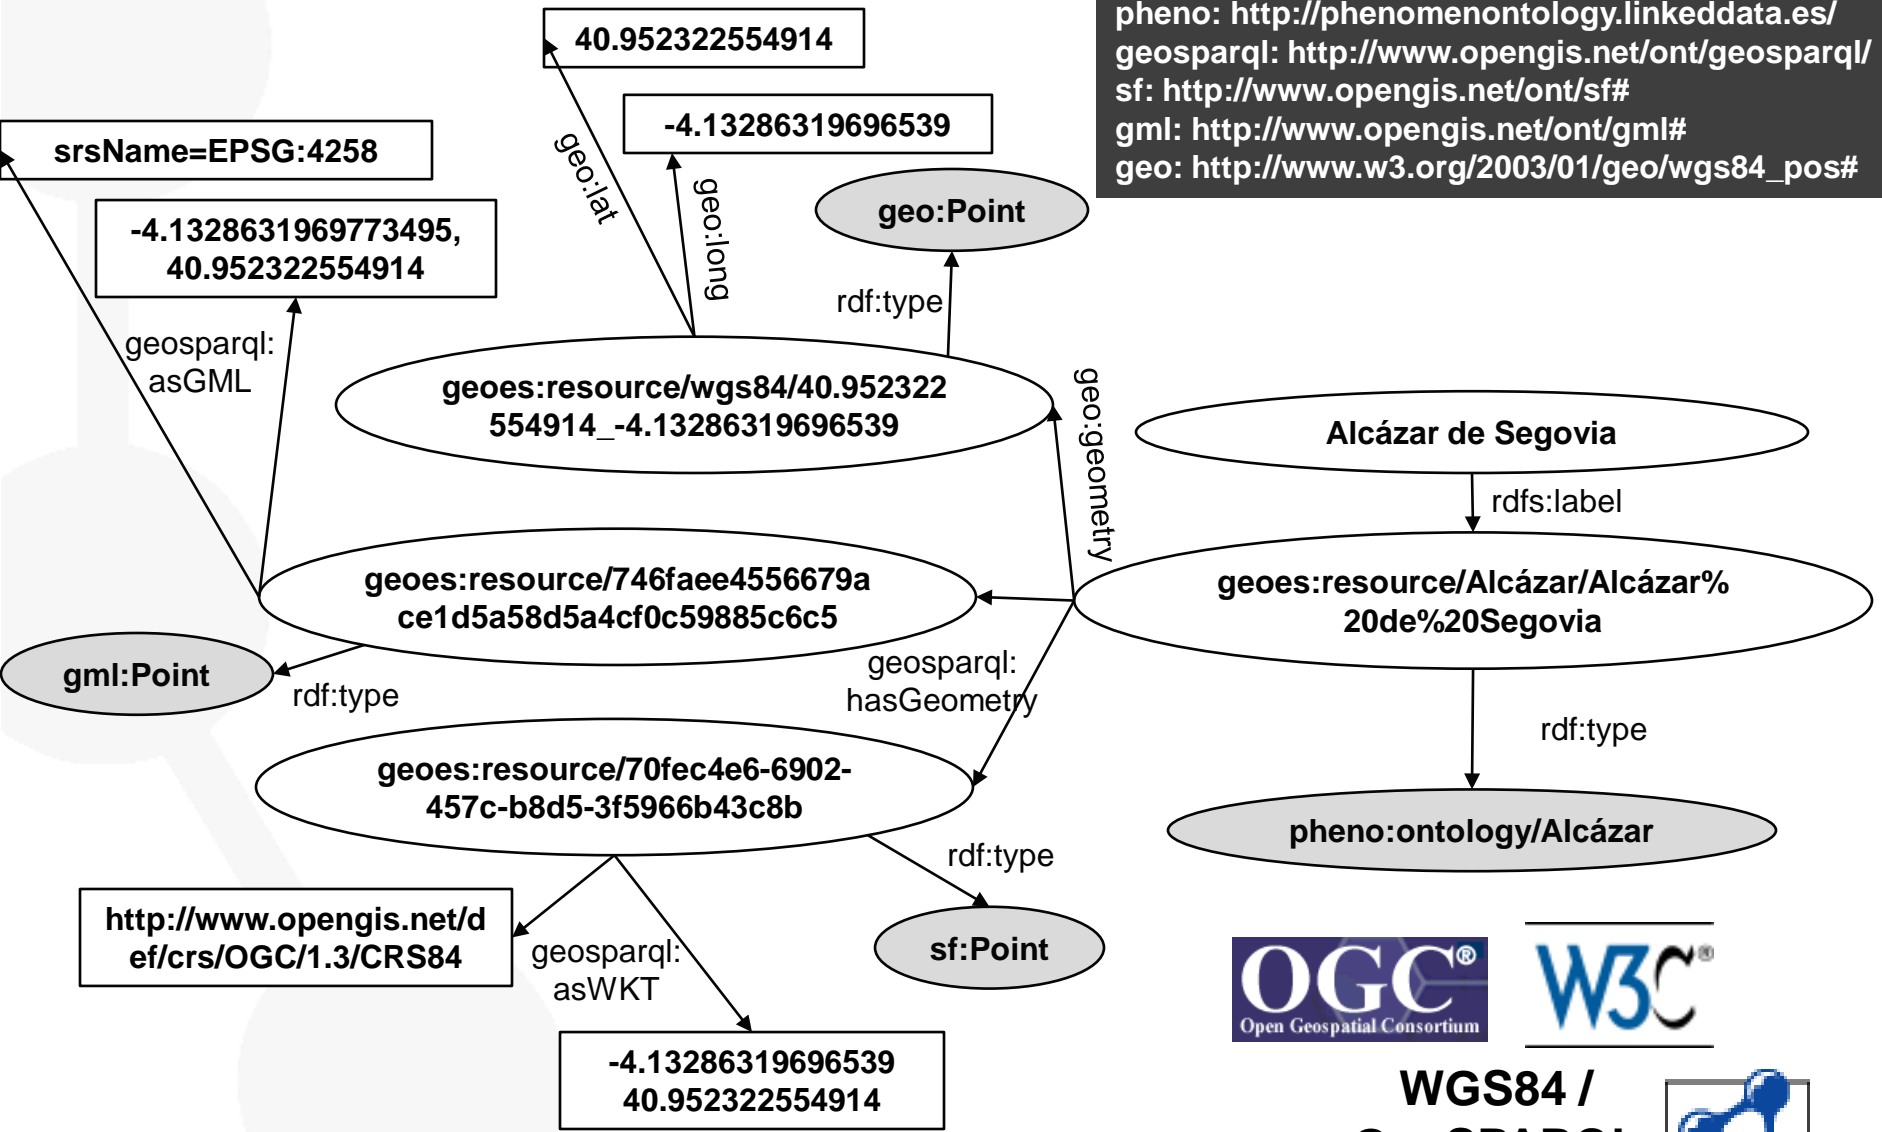 pheno: http://phenomenontology.linkeddata.es/
geosparql: http://www.opengis.net/ont/geosparql/
sf: http://www.opengis.net/ont/sf#
gml: http://www.opengis.net/ont/gml#
geo: http://www.w3.org/2003/01/geo/wgs84_pos#
40.952322554914
-4.13286319696539
srsName=EPSG:4258
geo:lat
geo:long
geo:Point
-4.1328631969773495,
40.952322554914
rdf:type
geosparql:
asGML
geoes:resource/wgs84/40.952322
554914_-4.13286319696539
geo:geometry
Alcázar de Segovia
rdfs:label
geoes:resource/746faee4556679a
ce1d5a58d5a4cf0c59885c6c5
geoes:resource/Alcázar/Alcázar%
20de%20Segovia
gml:Point
rdf:type
geosparql:
hasGeometry
rdf:type
geoes:resource/70fec4e6-6902-
457c-b8d5-3f5966b43c8b
pheno:ontology/Alcázar
rdf:type
http://www.opengis.net/d
ef/crs/OGC/1.3/CRS84
geosparql:
asWKT
sf:Point
-4.13286319696539
40.952322554914
OGC®
Open Geospatial Consortium
W3C®
WGS84 /
GeoSPARQL